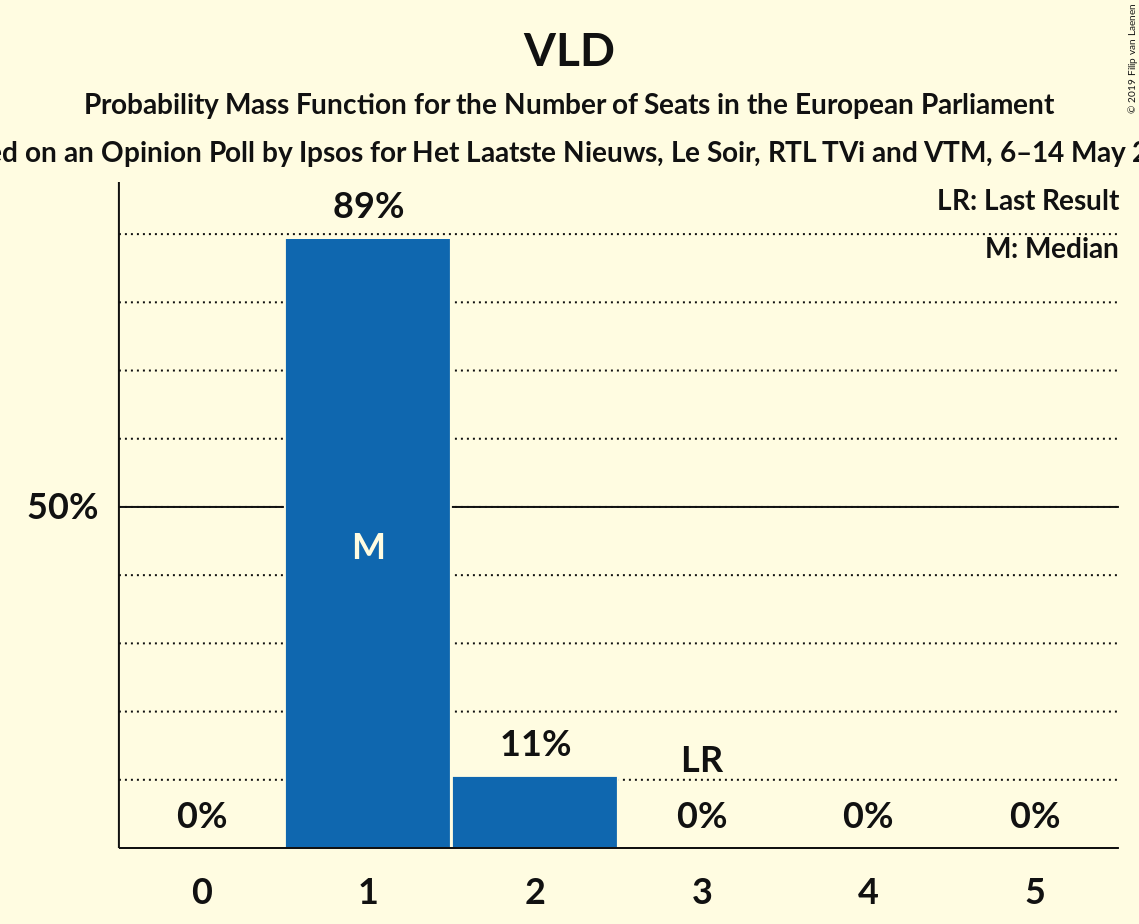 VLD
Probability Mass Function for the Number of Seats in the European Parliament
on an Opinion Poll by Ipsos for Het Laatste Nieuws, Le Soir, RTL TVi and VTM, 6–14 May
© 2019 Filip van Laenen
LR: Last Result
M: Median
89%
50%
M
11%
LR
0%
0%
0%
0%
0 1 2 3 4 5